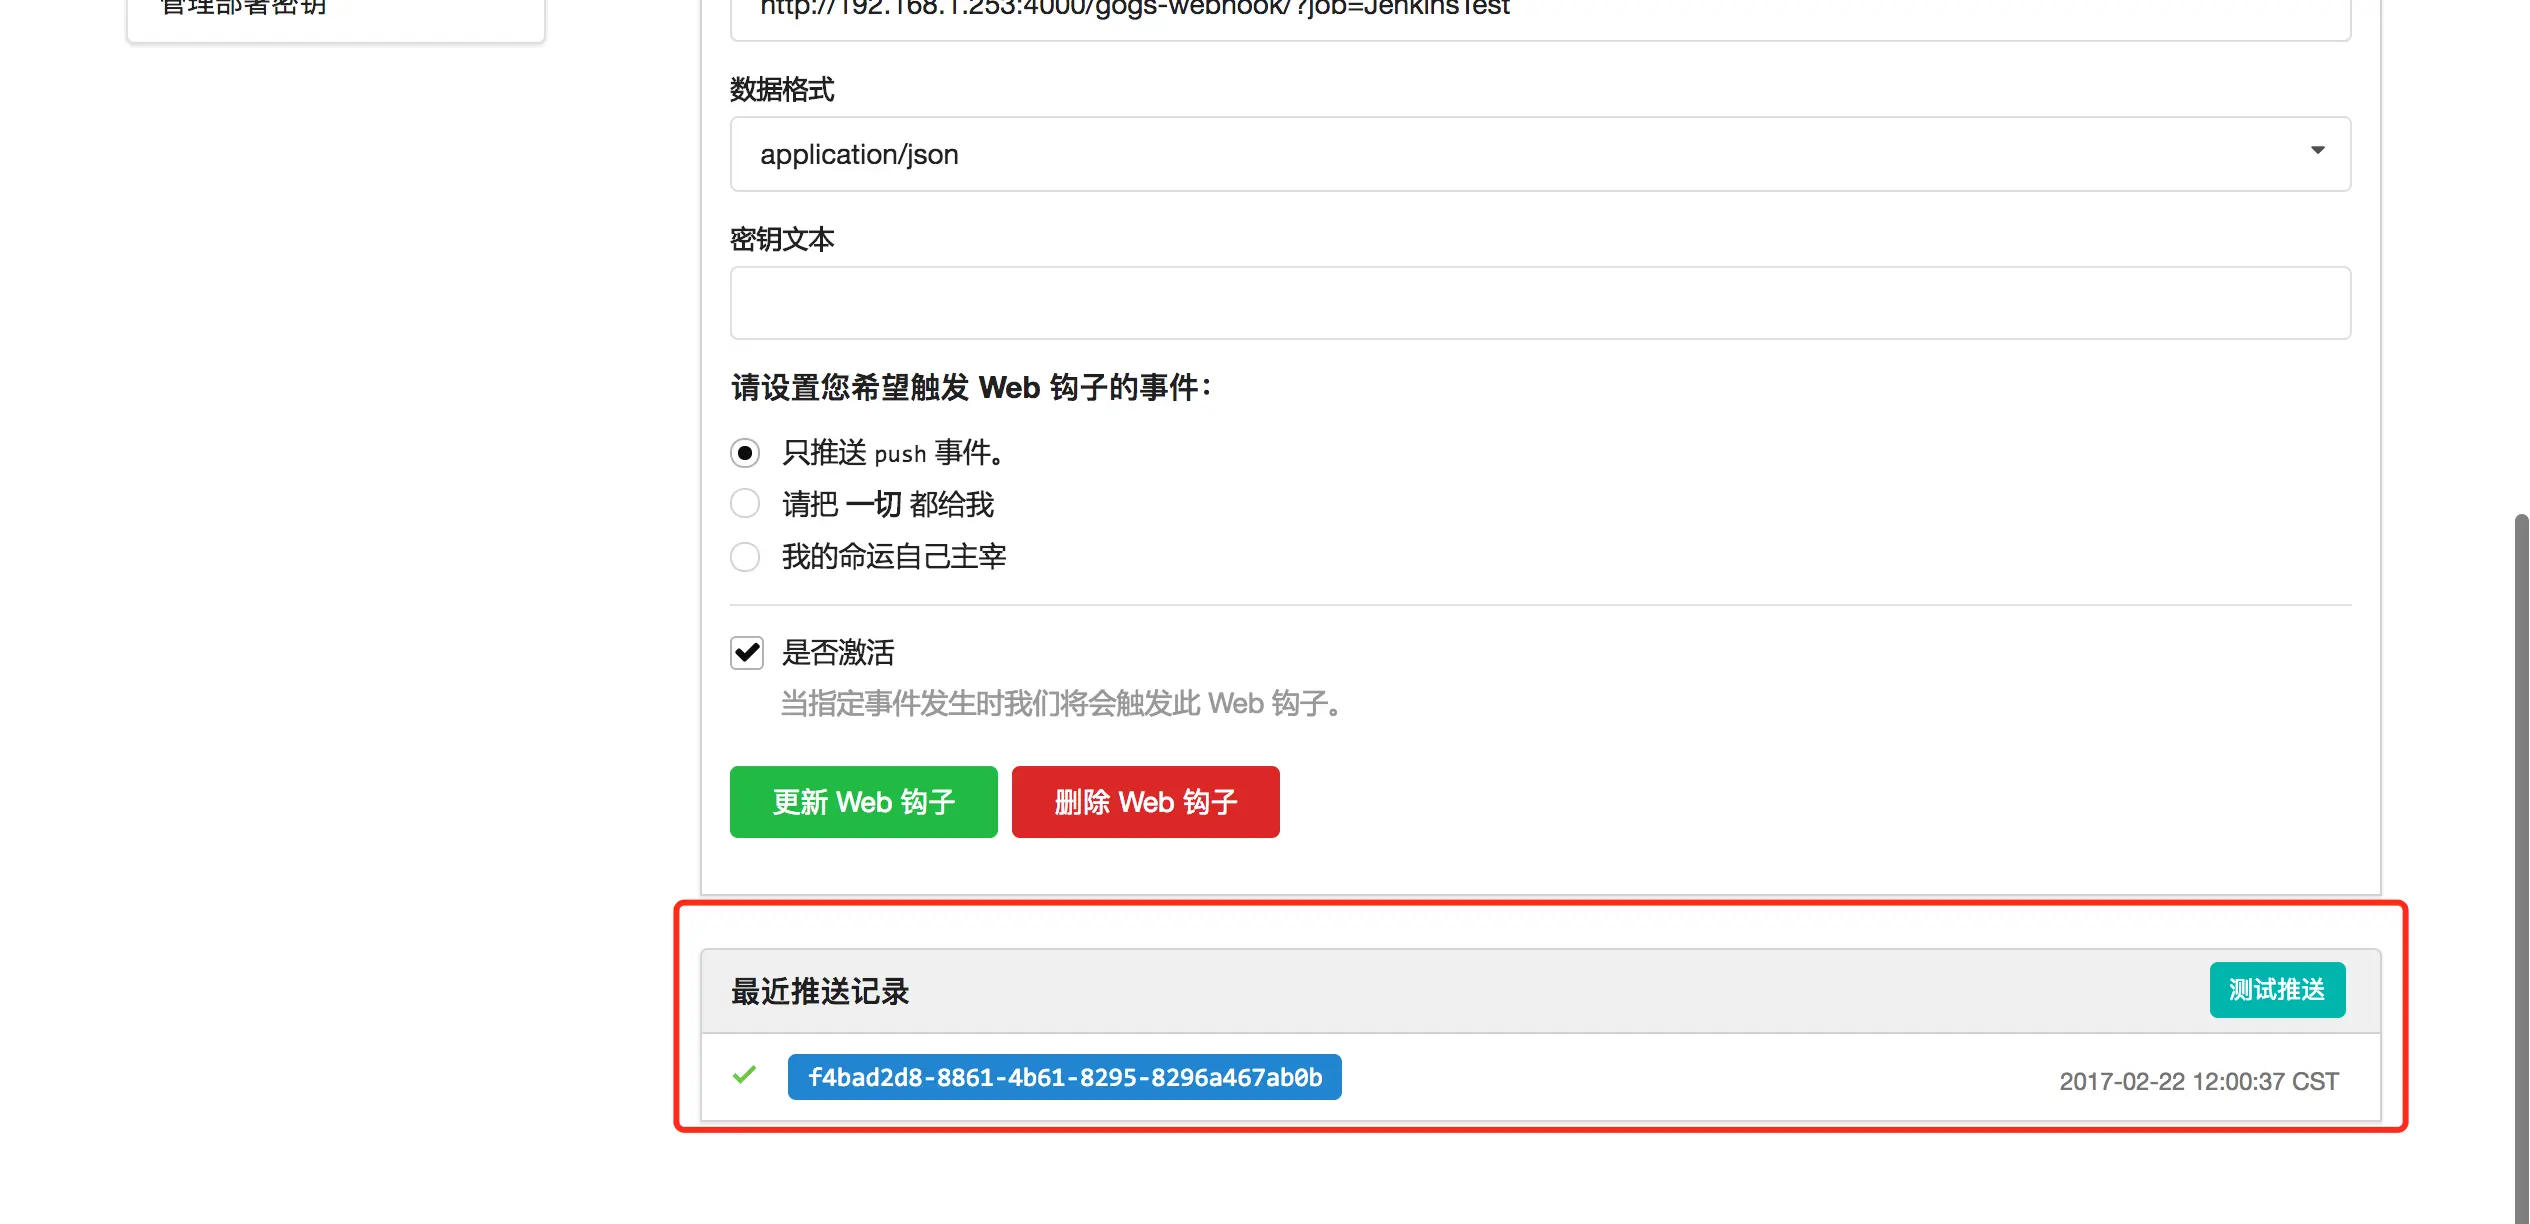 管理部署密钥
http://192.168.1.253:4000/gogs-webhook/?job=JenkinsTest
数据格式
application/json
密钥文本
请设置您希望触发 Web 钩子的事件：
只推送 push 事件。
请把 一切 都给我
我的命运自己主宰
是否激活
当指定事件发生时我们将会触发此 Web 钩子。
更新 Web 钩子 删除 Web 钩子
最近推送记录 测试推送
f4bad2d8-8861-4b61-8295-8296a467ab0b 2017-02-22 12:00:37 CST